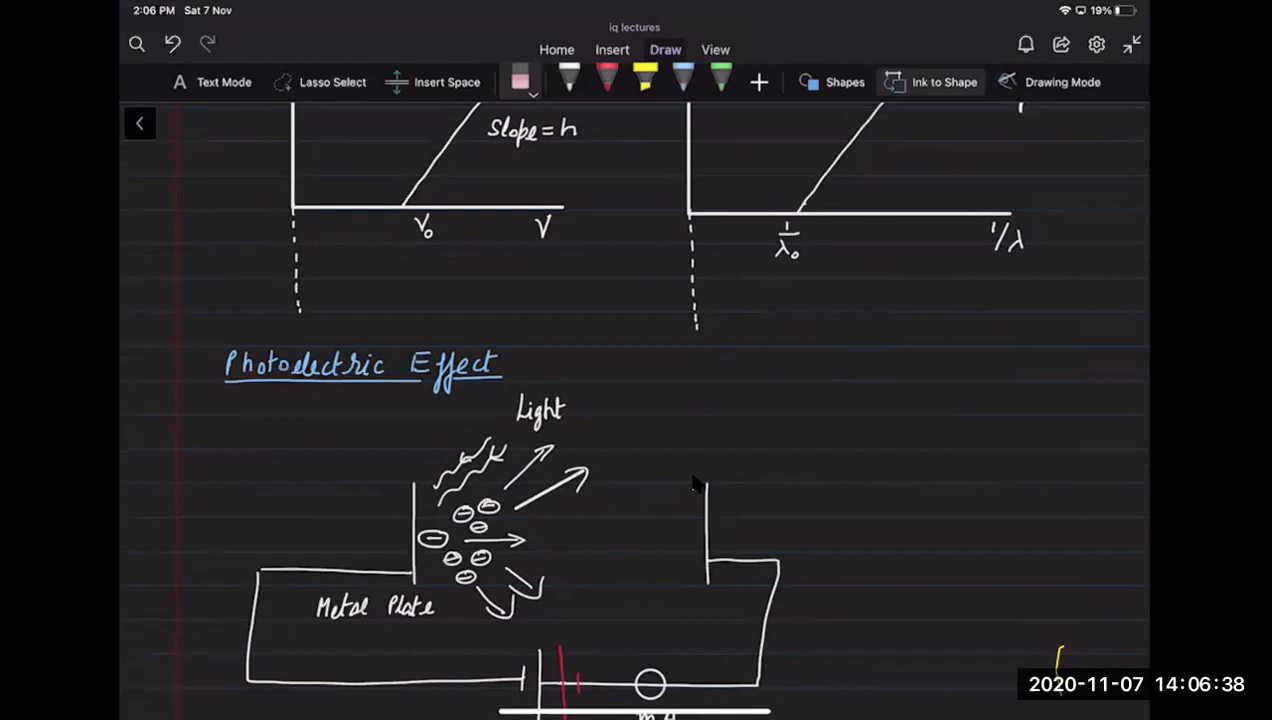 2:06 PM Sat 7 Nov
19%
iq lectures
Home Insert Draw View
Text Mode Lasso Select Insert Space Shapes Ink to Shape Drawing Mode
Slope = h
ν₀ ν
1/λ₀ 1/λ
Photoelectric Effect
Light
Metal Plate
2020-11-07 14:06:38